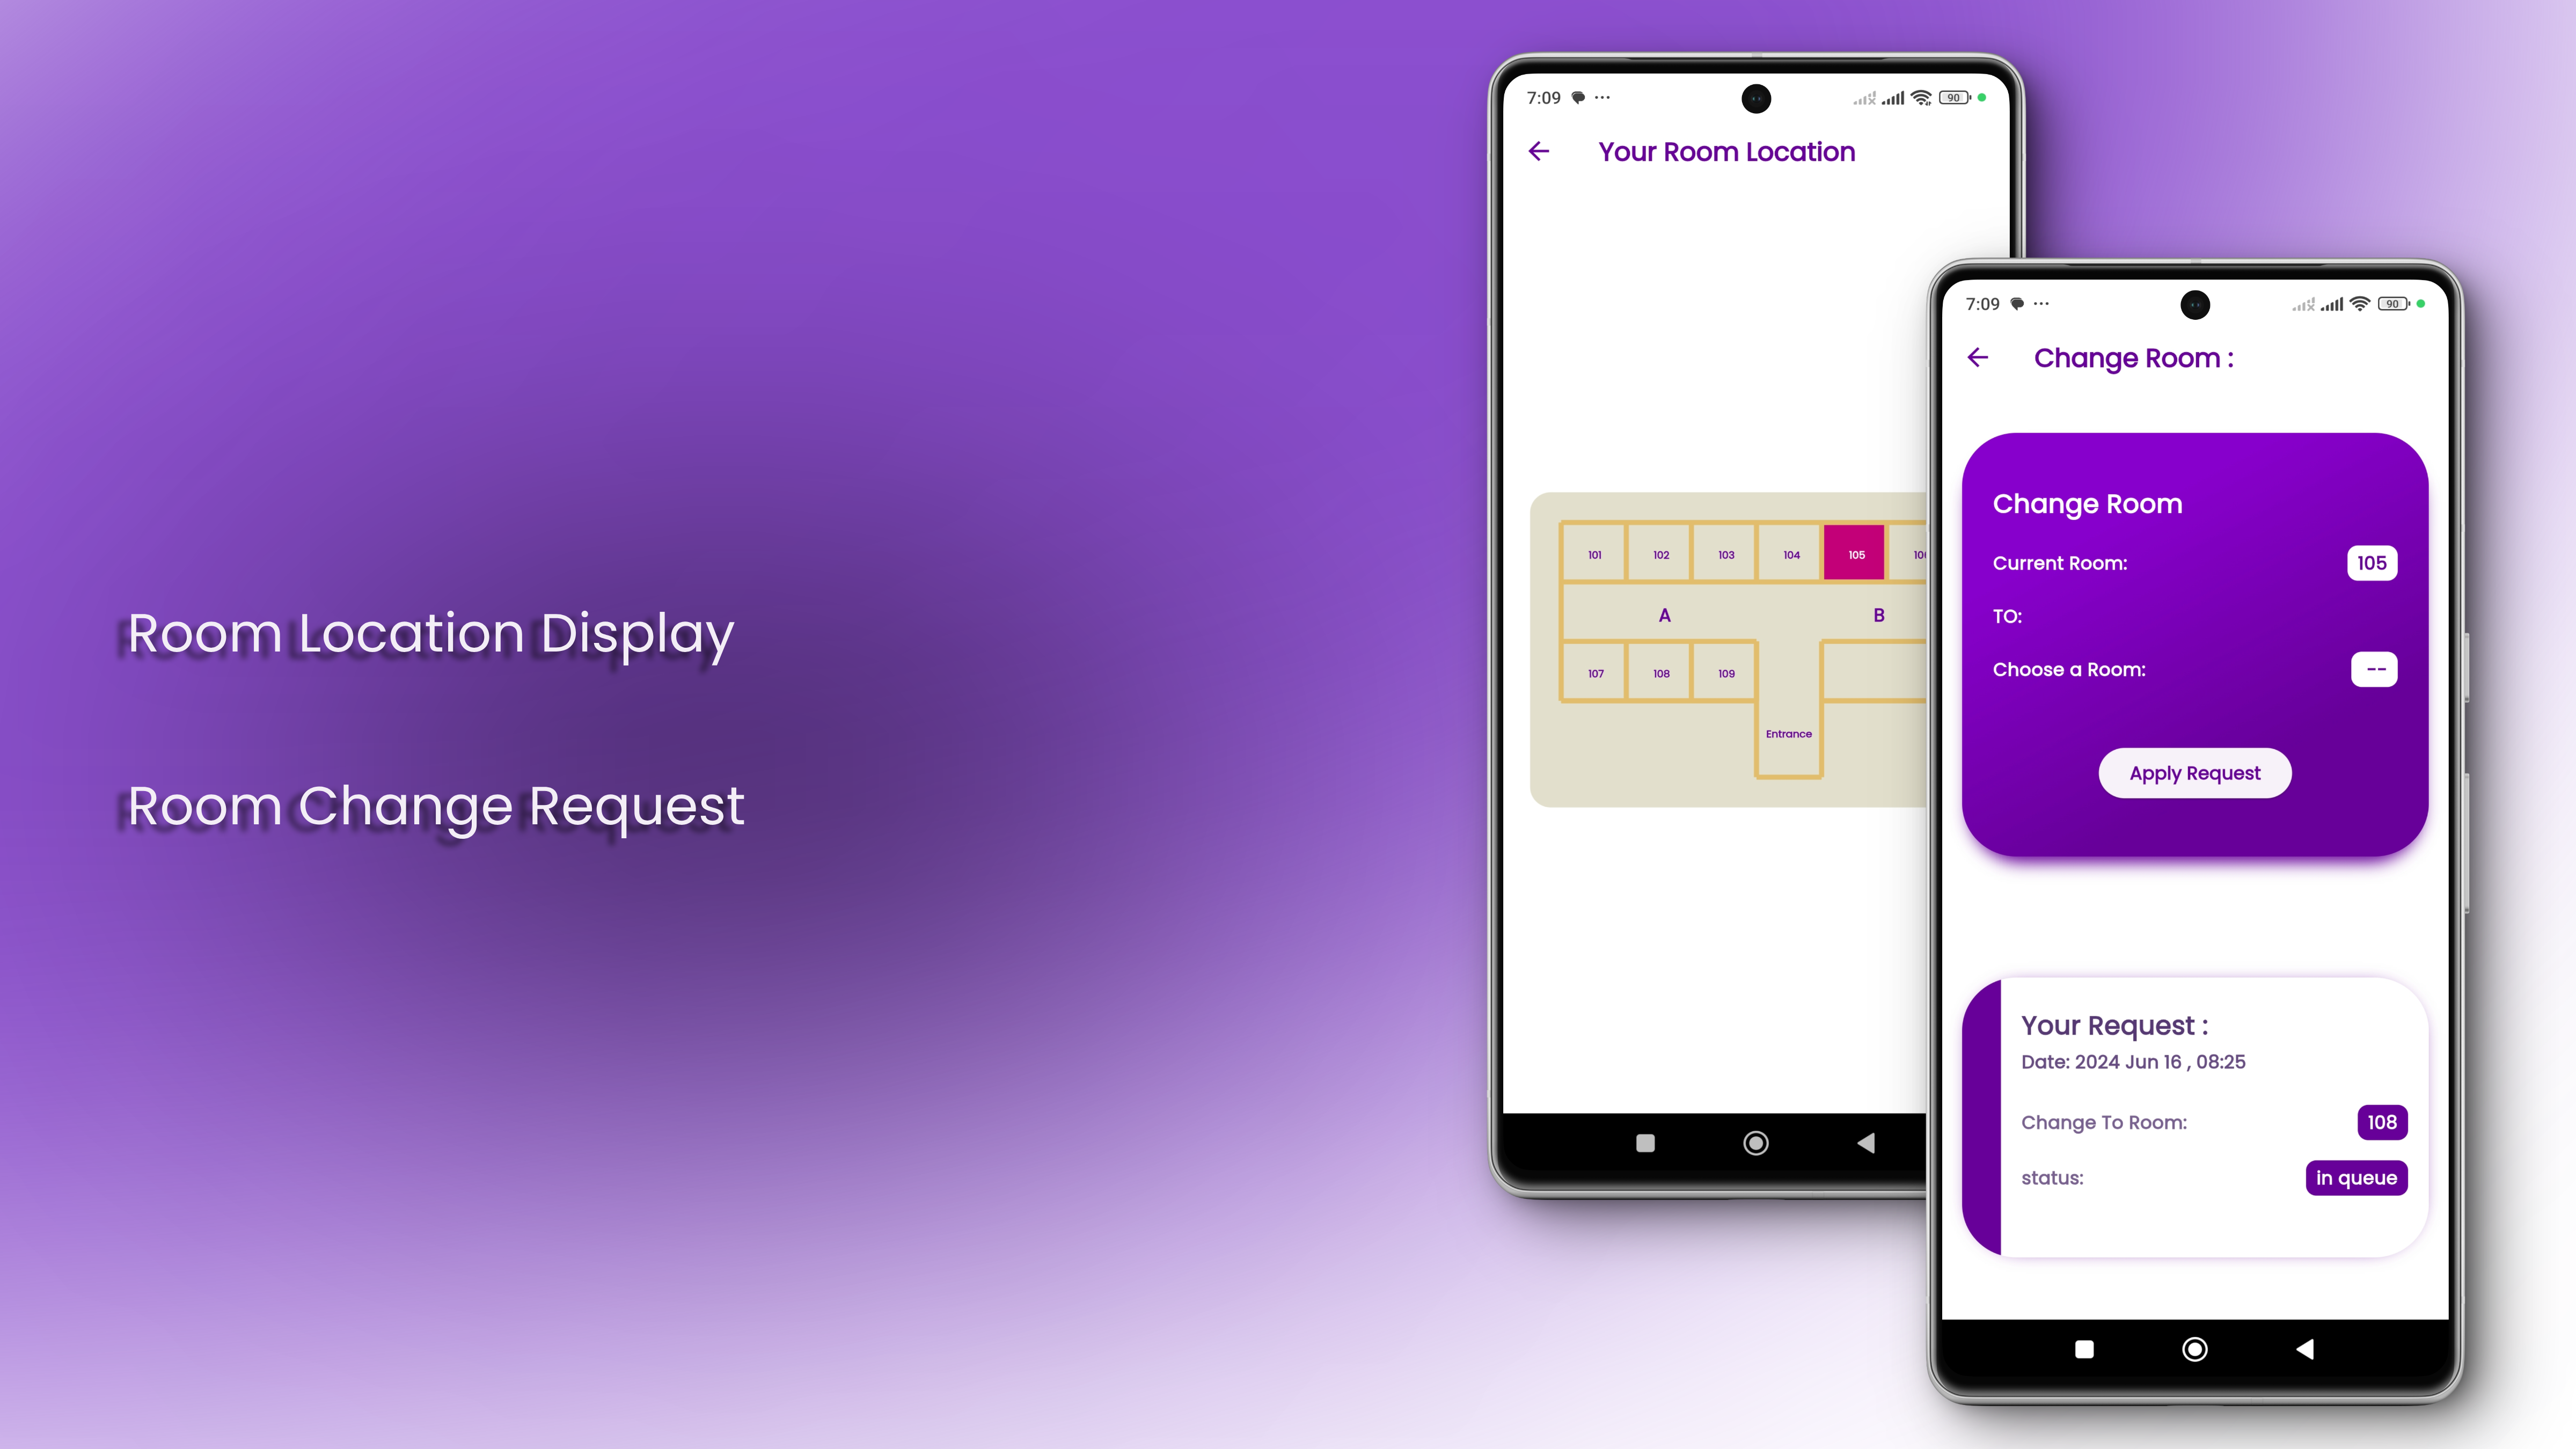 Room Location Display
Room Change Request
7:09
90
Your Room Location
101 102 103 104 105
A B
107 108 109
Entrance
7:09
90
Change Room :
Change Room
Current Room: 105
TO:
Choose a Room: --
Apply Request
Your Request :
Date: 2024 Jun 16 , 08:25
Change To Room: 108
status: in queue